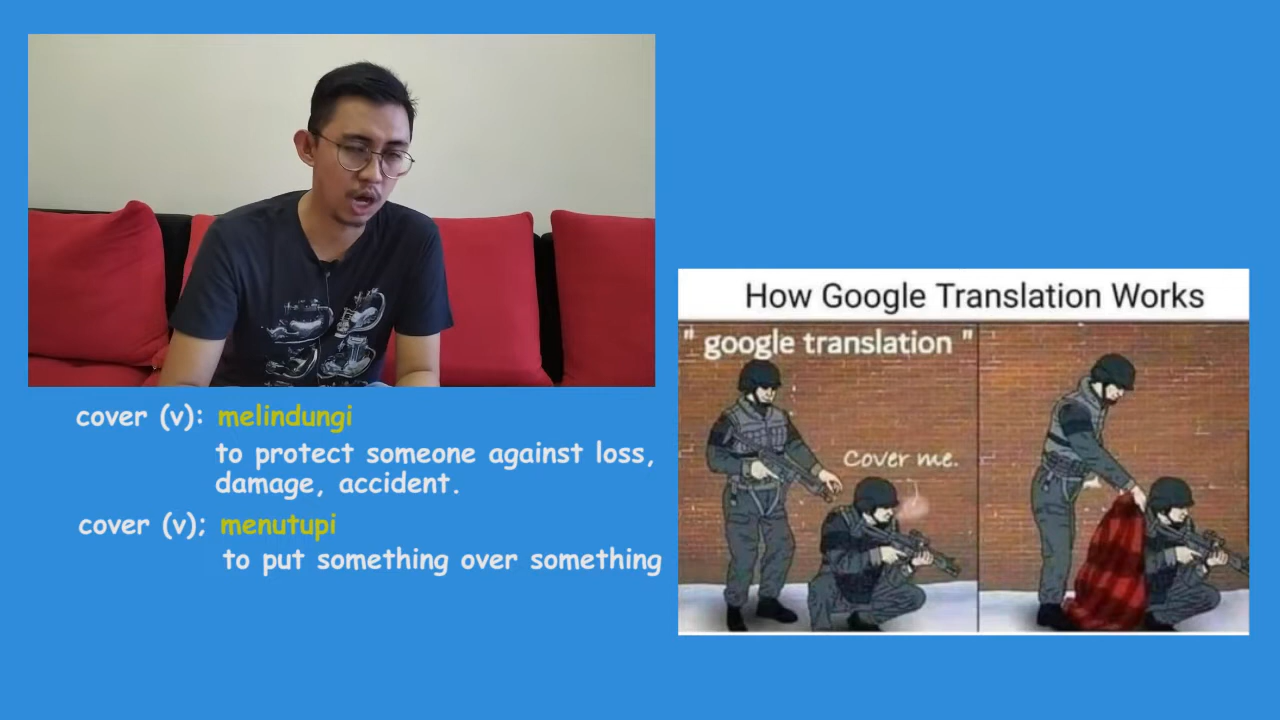 cover (v): melindungi
to protect someone against loss,
damage, accident.
cover (v); menutupi
to put something over something
How Google Translation Works
" google translation "
Cover me.